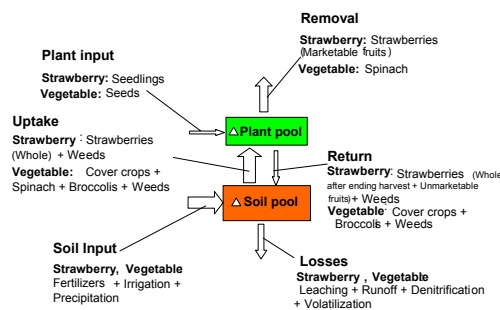 Removal
Strawberry: Strawberries
(Marketable fruits)
Vegetable: Spinach
Plant input
Strawberry: Seedlings
Vegetable: Seeds
Uptake
Strawberry : Strawberries
(Whole) + Weeds
Vegetable: Cover crops +
Spinach + Broccolis + Weeds
△Plant pool
Return
Strawberry: Strawberries (Whole
after ending harvest + Unmarketable
fruits)+ Weeds
Vegetable: Cover crops +
Broccolis + Weeds
△ Soil pool
Soil Input
Strawberry, Vegetable
Fertilizers + Irrigation +
Precipitation
Losses
Strawberry , Vegetable
Leaching + Runoff + Denitrification
+ Volatilization